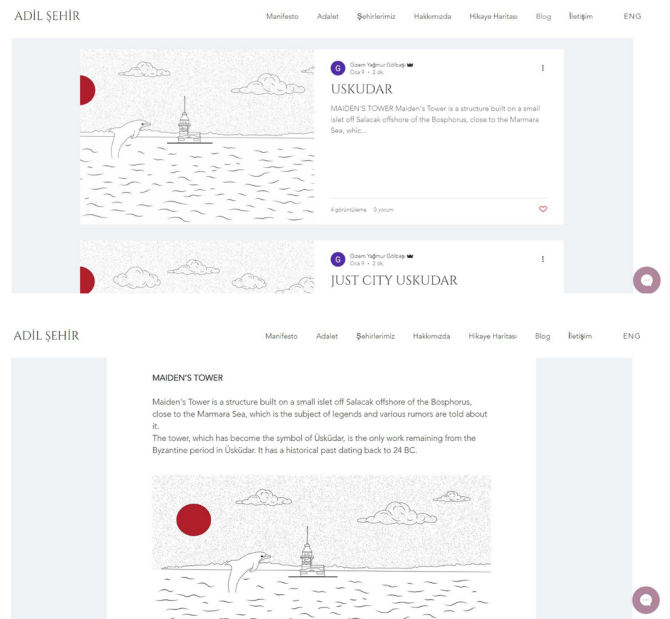 ADİL ŞEHİR
Manifesto Adalet Şehirlerimiz Hakkımızda Hikaye Haritası Blog İletişim ENG
G
Gizem Yağmur Gölbaşı
Oca 9 • 2 dk.
USKUDAR
MAIDEN'S TOWER Maiden's Tower is a structure built on a small
islet off Salacak offshore of the Bosphorus, close to the Marmara
Sea, whic...
4 görüntüleme 0 yorum
G
Gizem Yağmur Gölbaşı
Oca 9 • 2 dk.
JUST CITY USKUDAR
ADİL ŞEHİR
Manifesto Adalet Şehirlerimiz Hakkımızda Hikaye Haritası Blog İletişim ENG
MAIDEN'S TOWER
Maiden's Tower is a structure built on a small islet off Salacak offshore of the Bosphorus,
close to the Marmara Sea, which is the subject of legends and various rumors are told about
it.
The tower, which has become the symbol of Üsküdar, is the only work remaining from the
Byzantine period in Üsküdar. It has a historical past dating back to 24 BC.